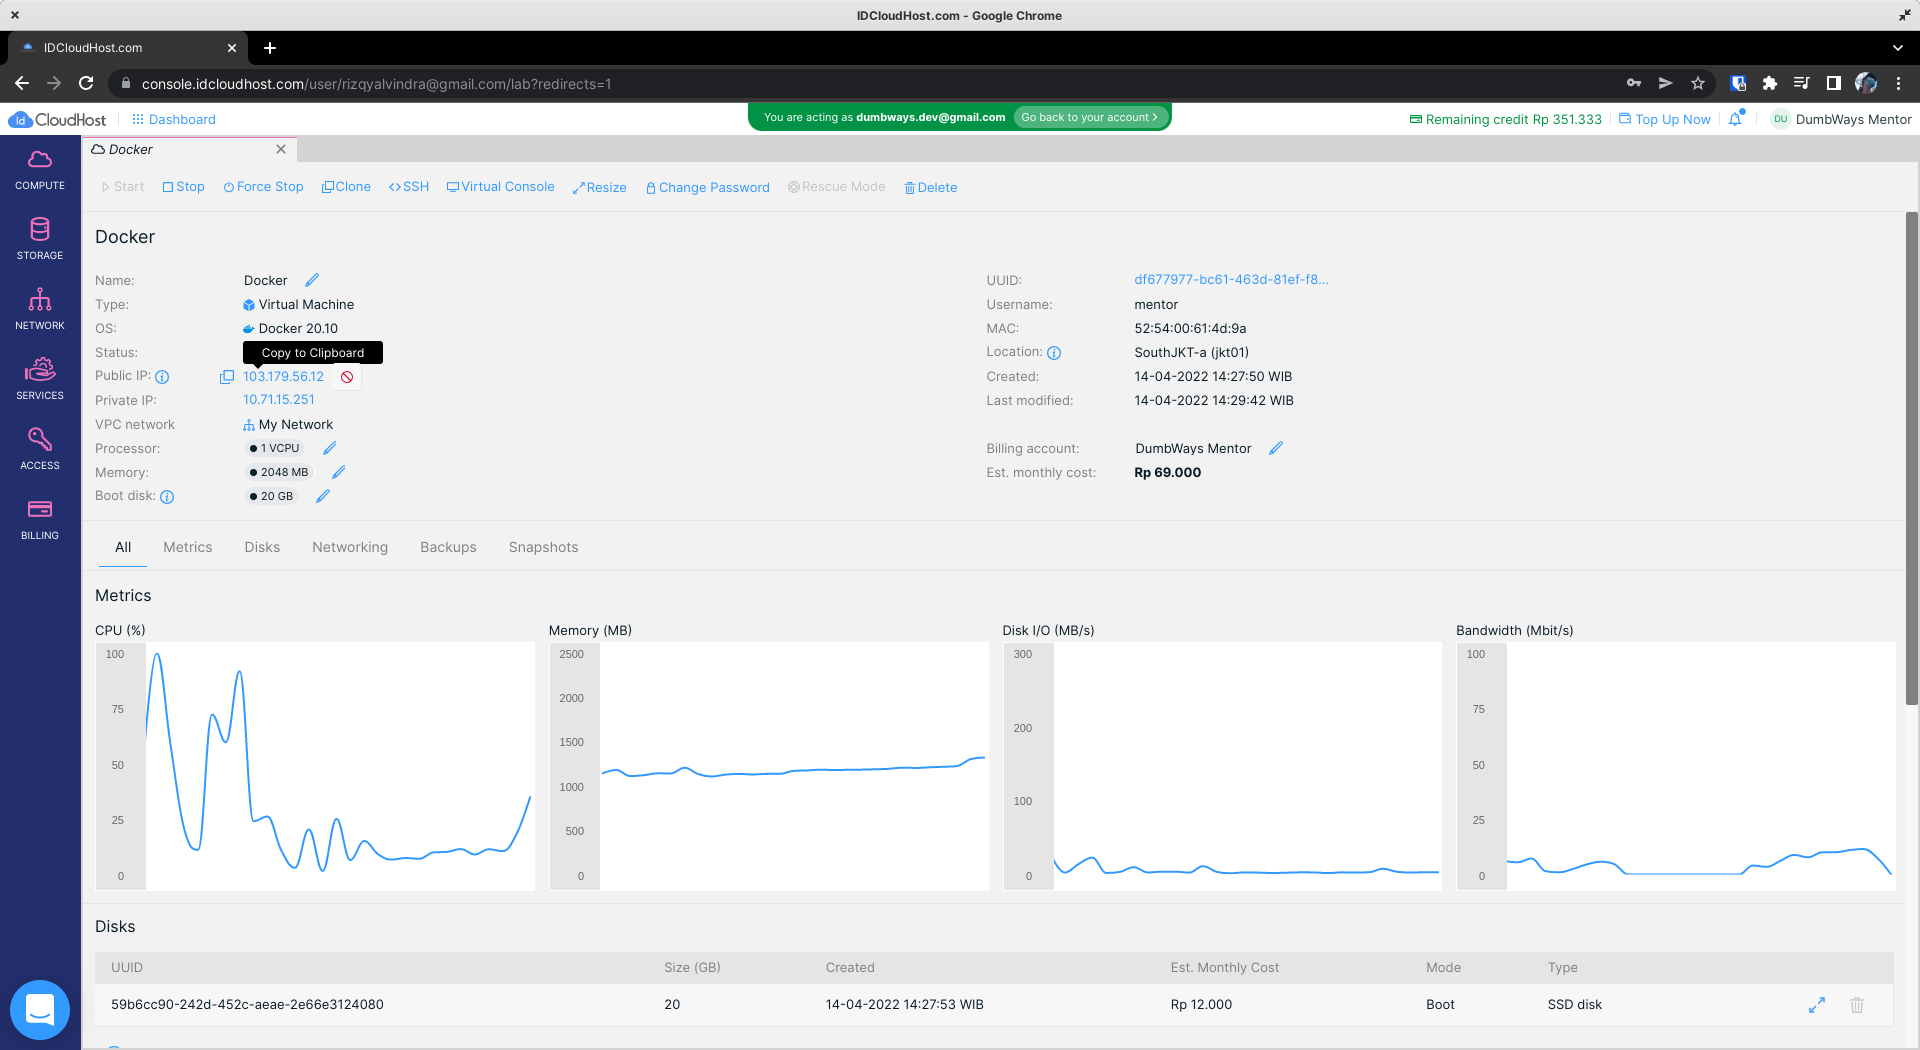 IDCloudHost.com - Google Chrome
IDCloudHost.com
console.idcloudhost.com/user/rizqyalvindra@gmail.com/lab?redirects=1
Id CloudHost
Dashboard
You are acting as dumbways.dev@gmail.com Go back to your account >
Remaining credit Rp 351.333
Top Up Now
DU DumbWays Mentor
COMPUTE
STORAGE
NETWORK
SERVICES
ACCESS
BILLING
Docker
Start Stop Force Stop Clone <>SSH Virtual Console Resize Change Password Rescue Mode Delete
Docker
Name: Docker
Type: Virtual Machine
OS: Docker 20.10
Status:
Copy to Clipboard
Public IP: 103.179.56.12
Private IP: 10.71.15.251
VPC network My Network
Processor: 1 VCPU
Memory: 2048 MB
Boot disk: 20 GB
UUID: df677977-bc61-463d-81ef-f8...
Username: mentor
MAC: 52:54:00:61:4d:9a
Location: SouthJKT-a (jkt01)
Created: 14-04-2022 14:27:50 WIB
Last modified: 14-04-2022 14:29:42 WIB
Billing account: DumbWays Mentor
Est. monthly cost: Rp 69.000
All Metrics Disks Networking Backups Snapshots
Metrics
CPU (%)
100
75
50
25
0
Memory (MB)
2500
2000
1500
1000
500
0
Disk I/O (MB/s)
300
200
100
0
Bandwidth (Mbit/s)
100
75
50
25
0
Disks
UUID Size (GB) Created Est. Monthly Cost Mode Type
59b6cc90-242d-452c-aeae-2e66e3124080 20 14-04-2022 14:27:53 WIB Rp 12.000 Boot SSD disk